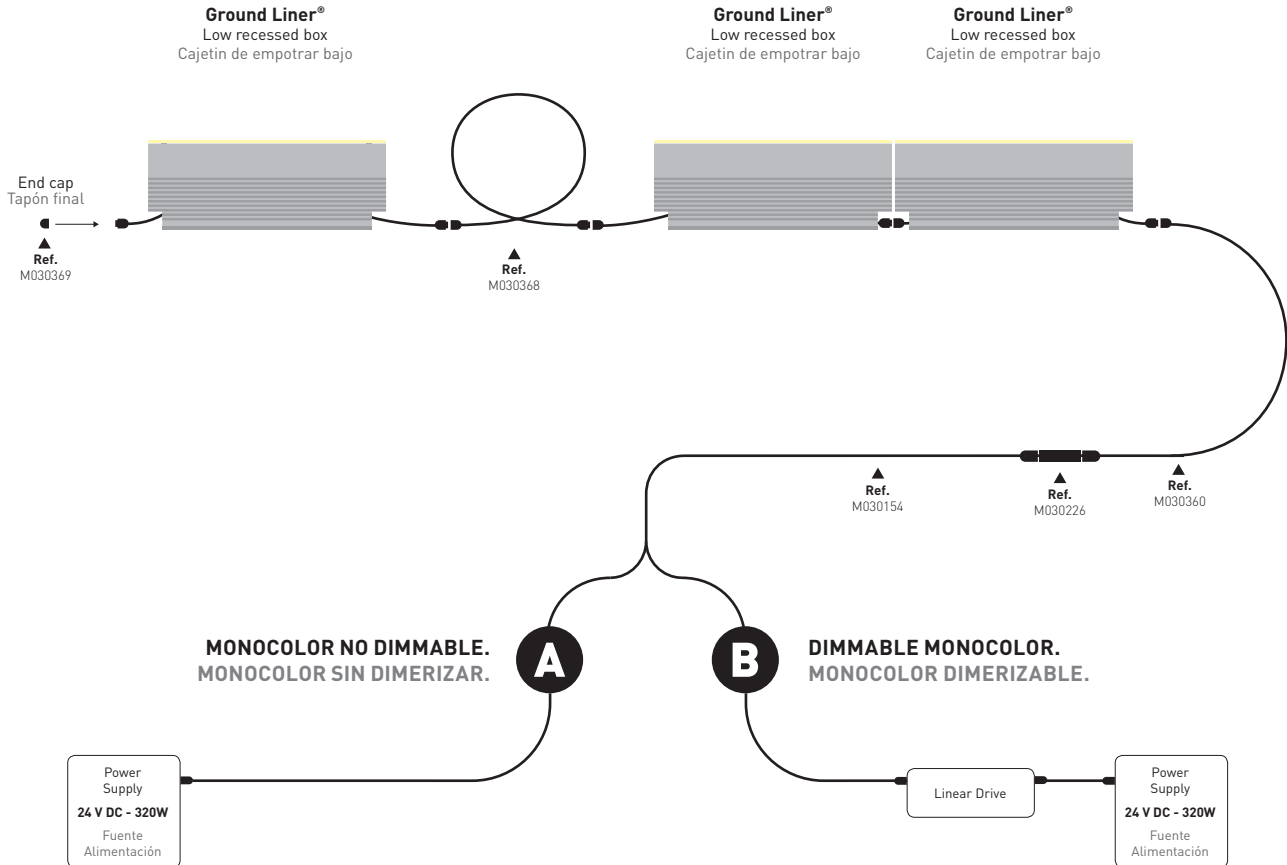 Ground Liner®
Low recessed box
Cajetin de empotrar bajo
Ground Liner®
Low recessed box
Cajetin de empotrar bajo
Ground Liner®
Low recessed box
Cajetin de empotrar bajo
End cap
Tapón final
Ref.
M030369
Ref.
M030368
Ref.
M030154
Ref.
M030226
Ref.
M030360
MONOCOLOR NO DIMMABLE.
MONOCOLOR SIN DIMERIZAR.
A
B
DIMMABLE MONOCOLOR.
MONOCOLOR DIMERIZABLE.
Power
Supply
24 V DC - 320W
Fuente
Alimentación
Linear Drive
Power
Supply
24 V DC - 320W
Fuente
Alimentación